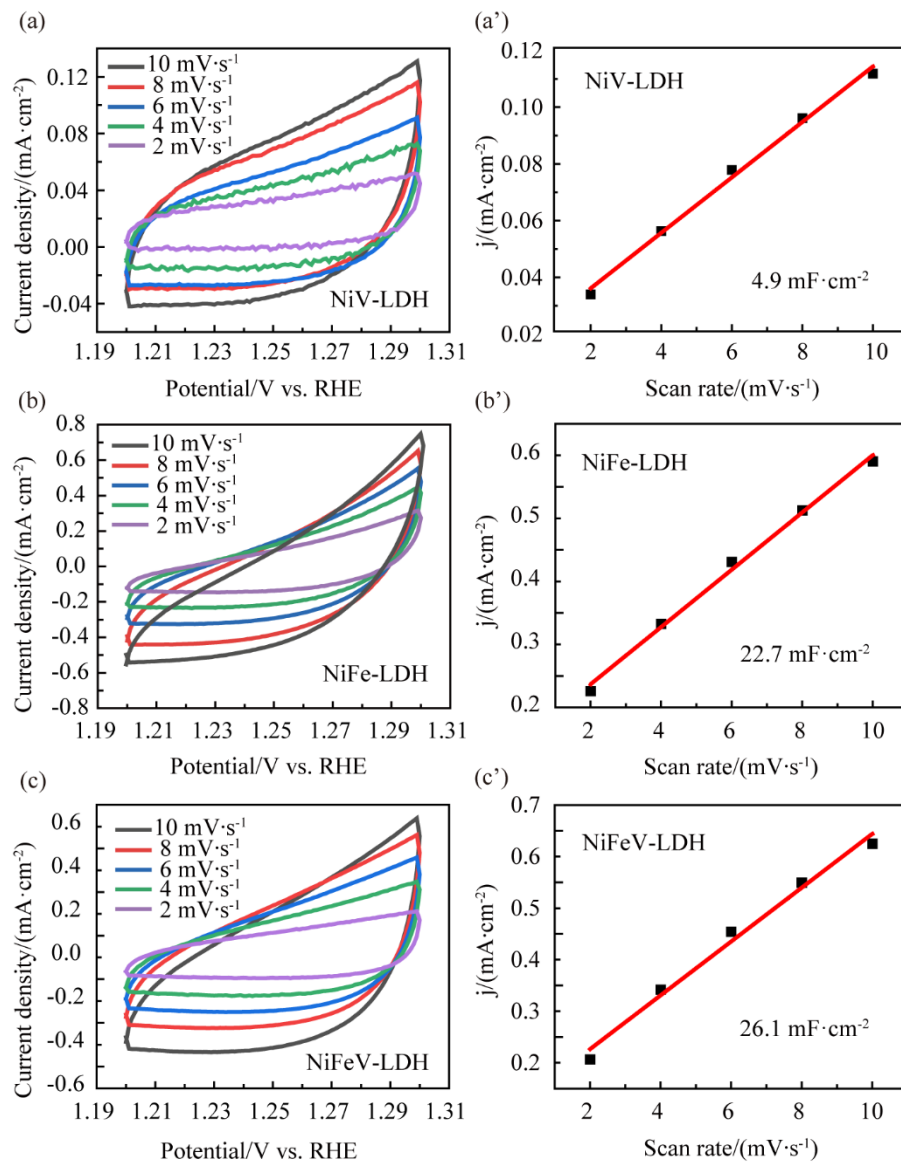 (a)
10 mV·s⁻¹
8 mV·s⁻¹
6 mV·s⁻¹
4 mV·s⁻¹
2 mV·s⁻¹
0.12
0.08
0.04
0.00
-0.04
Current density/(mA·cm⁻²)
NiV-LDH
1.19 1.21 1.23 1.25 1.27 1.29 1.31
Potential/V vs. RHE
(a’)
0.12
0.10
0.08
0.06
0.04
0.02
j/(mA·cm⁻²)
NiV-LDH
4.9 mF·cm⁻²
2 4 6 8 10
Scan rate/(mV·s⁻¹)
(b)
10 mV·s⁻¹
8 mV·s⁻¹
6 mV·s⁻¹
4 mV·s⁻¹
2 mV·s⁻¹
0.8
0.6
0.4
0.2
0.0
-0.2
-0.4
-0.6
-0.8
Current density/(mA·cm⁻²)
NiFe-LDH
1.19 1.21 1.23 1.25 1.27 1.29 1.31
Potential/V vs. RHE
(b’)
0.6
0.5
0.4
0.3
0.2
j/(mA·cm⁻²)
NiFe-LDH
22.7 mF·cm⁻²
2 4 6 8 10
Scan rate/(mV·s⁻¹)
(c)
10 mV·s⁻¹
8 mV·s⁻¹
6 mV·s⁻¹
4 mV·s⁻¹
2 mV·s⁻¹
0.6
0.4
0.2
0.0
-0.2
-0.4
-0.6
Current density/(mA·cm⁻²)
NiFeV-LDH
1.19 1.21 1.23 1.25 1.27 1.29 1.31
Potential/V vs. RHE
(c’)
0.7
0.6
0.5
0.4
0.3
0.2
j/(mA·cm⁻²)
NiFeV-LDH
26.1 mF·cm⁻²
2 4 6 8 10
Scan rate/(mV·s⁻¹)